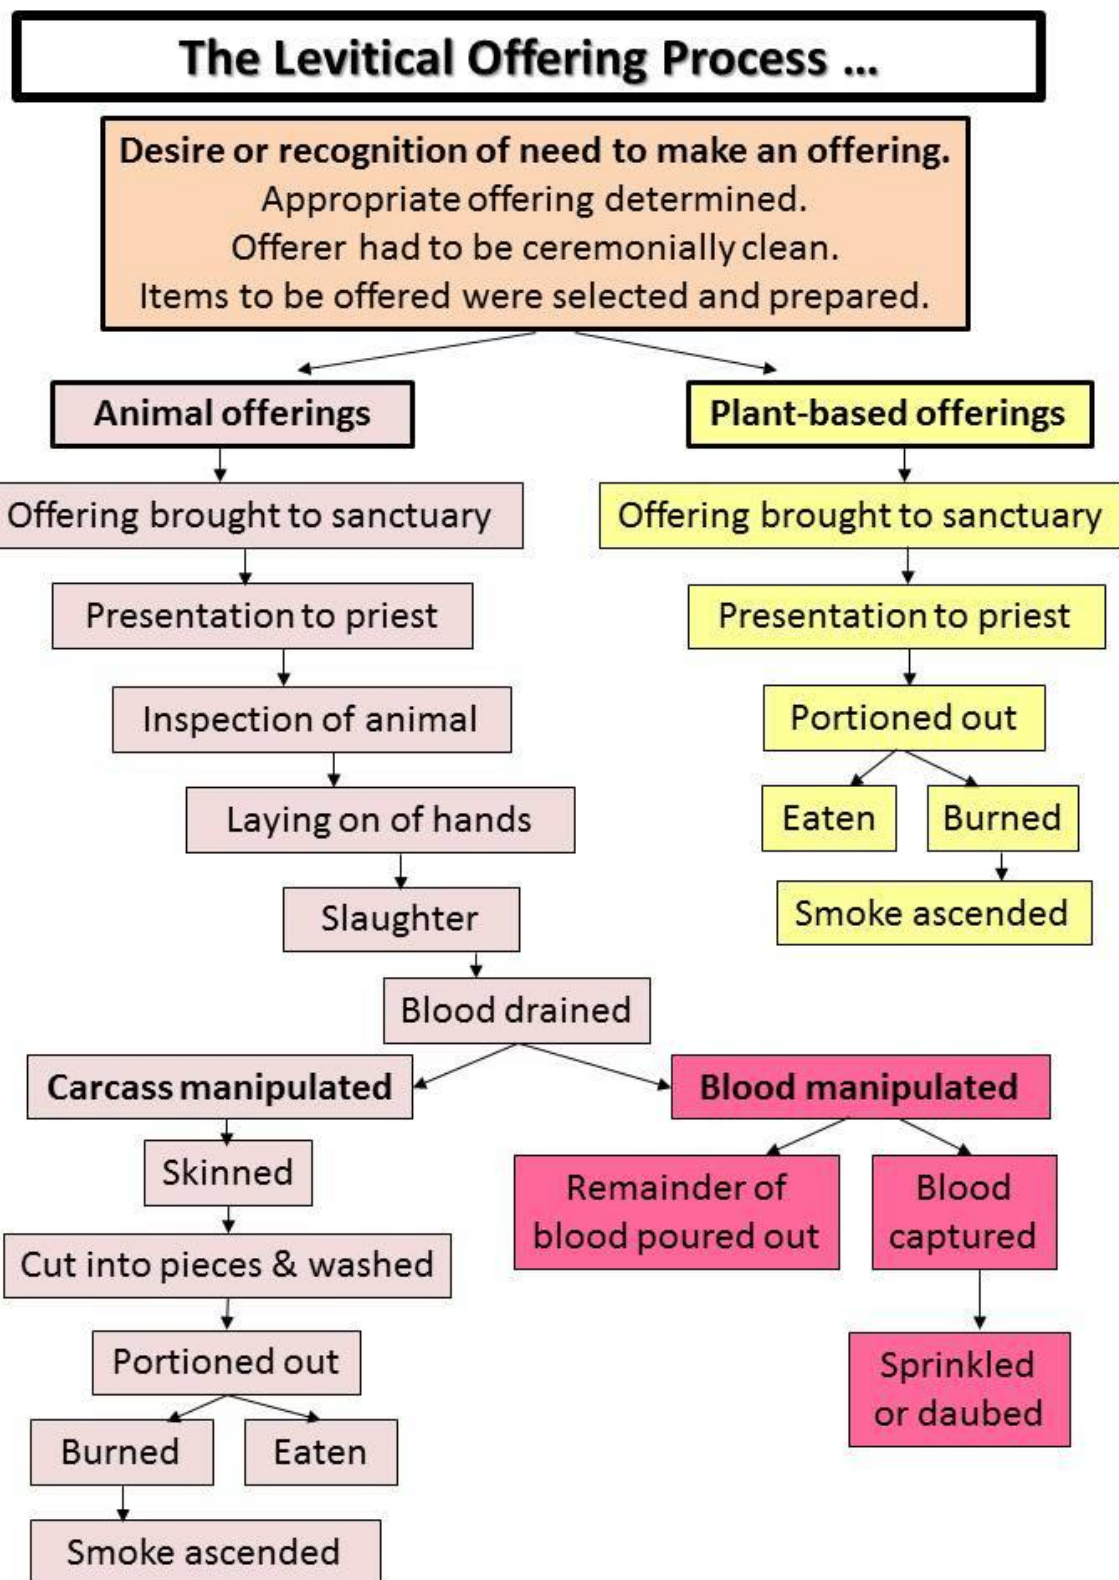 The Levitical Offering Process ...
Desire or recognition of need to make an offering.
Appropriate offering determined.
Offerer had to be ceremonially clean.
Items to be offered were selected and prepared.
Animal offerings
Plant-based offerings
Offering brought to sanctuary
Offering brought to sanctuary
Presentation to priest
Presentation to priest
Inspection of animal
Portioned out
Laying on of hands
Eaten
Burned
Slaughter
Smoke ascended
Blood drained
Carcass manipulated
Blood manipulated
Skinned
Remainder of
blood poured out
Blood
captured
Cut into pieces & washed
Portioned out
Sprinkled
or daubed
Burned
Eaten
Smoke ascended